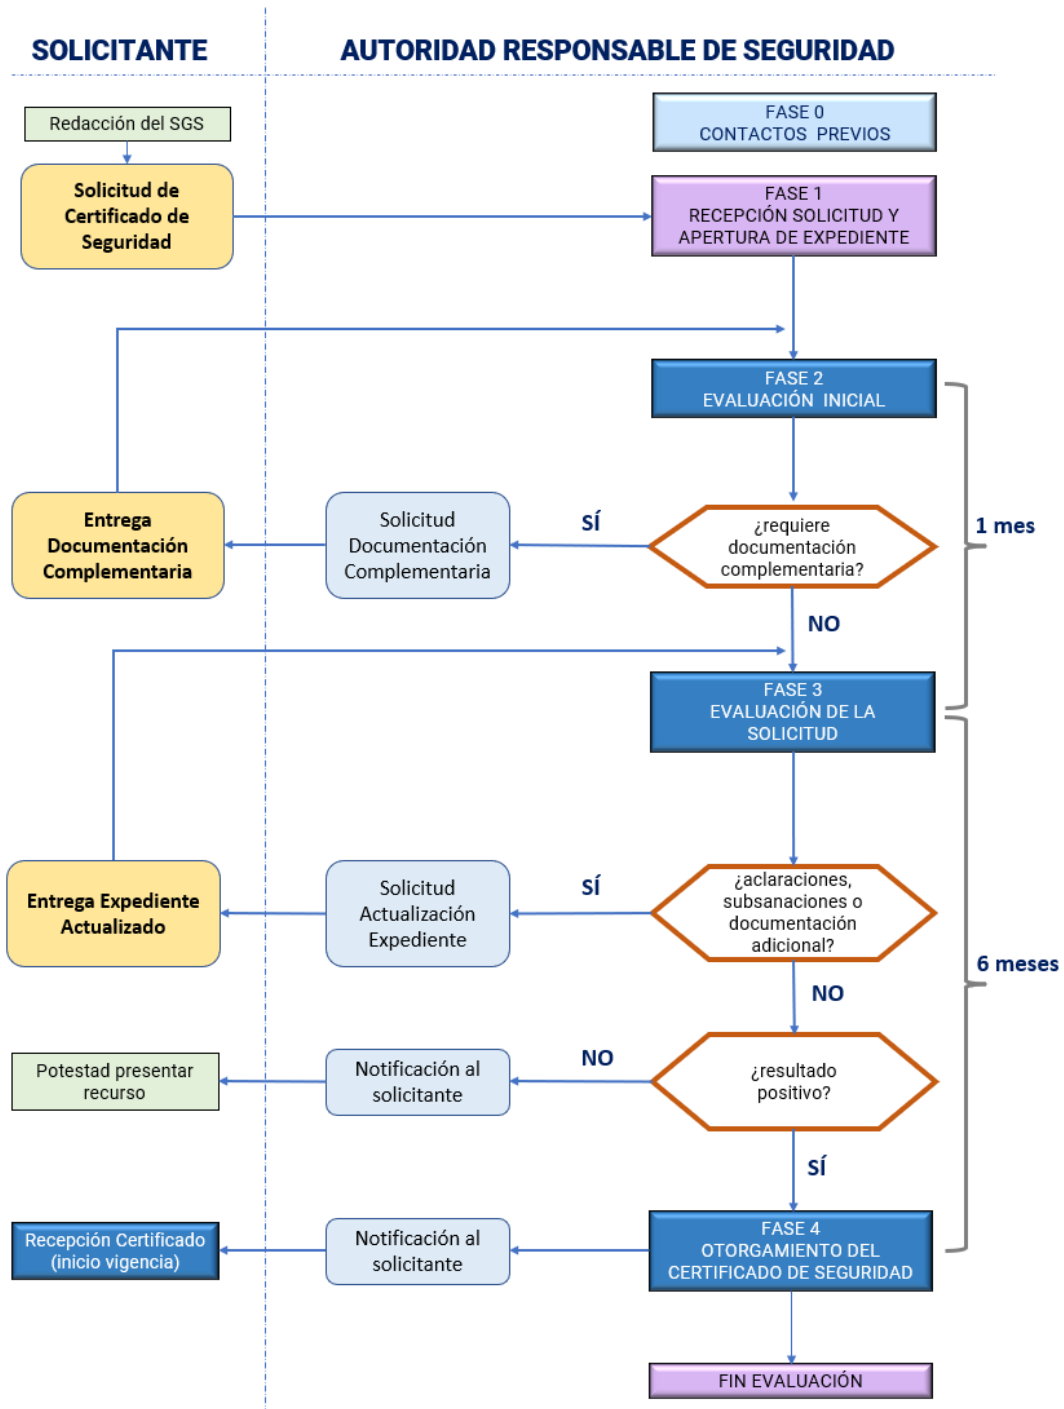 SOLICITANTE
AUTORIDAD RESPONSABLE DE SEGURIDAD
Redacción del SGS
FASE 0
CONTACTOS PREVIOS
Solicitud de
Certificado de
Seguridad
FASE 1
RECEPCIÓN SOLICITUD Y
APERTURA DE EXPEDIENTE
FASE 2
EVALUACIÓN INICIAL
Entrega
Documentación
Complementaria
Solicitud
Documentación
Complementaria
SÍ
¿requiere
documentación
complementaria?
1 mes
NO
FASE 3
EVALUACIÓN DE LA
SOLICITUD
Entrega Expediente
Actualizado
Solicitud
Actualización
Expediente
SÍ
¿aclaraciones,
subsanaciones o
documentación
adicional?
6 meses
NO
Potestad presentar
recurso
Notificación al
solicitante
NO
¿resultado
positivo?
SÍ
Recepción Certificado
(inicio vigencia)
Notificación al
solicitante
FASE 4
OTORGAMIENTO DEL
CERTIFICADO DE SEGURIDAD
FIN EVALUACIÓN